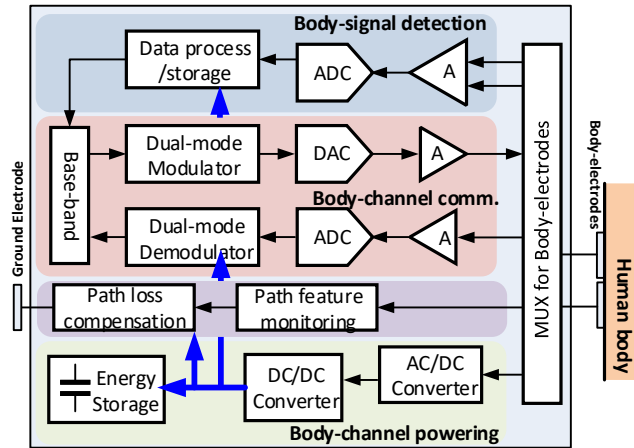 Body-signal detection
Data process
/storage
ADC
A
Base-band
Dual-mode
Modulator
DAC
A
Body-channel comm.
Dual-mode
Demodulator
ADC
A
Ground Electrode
Path loss
compensation
Path feature
monitoring
Energy
Storage
DC/DC
Converter
AC/DC
Converter
Body-channel powering
MUX for Body-electrodes
Body-electrodes
Human body